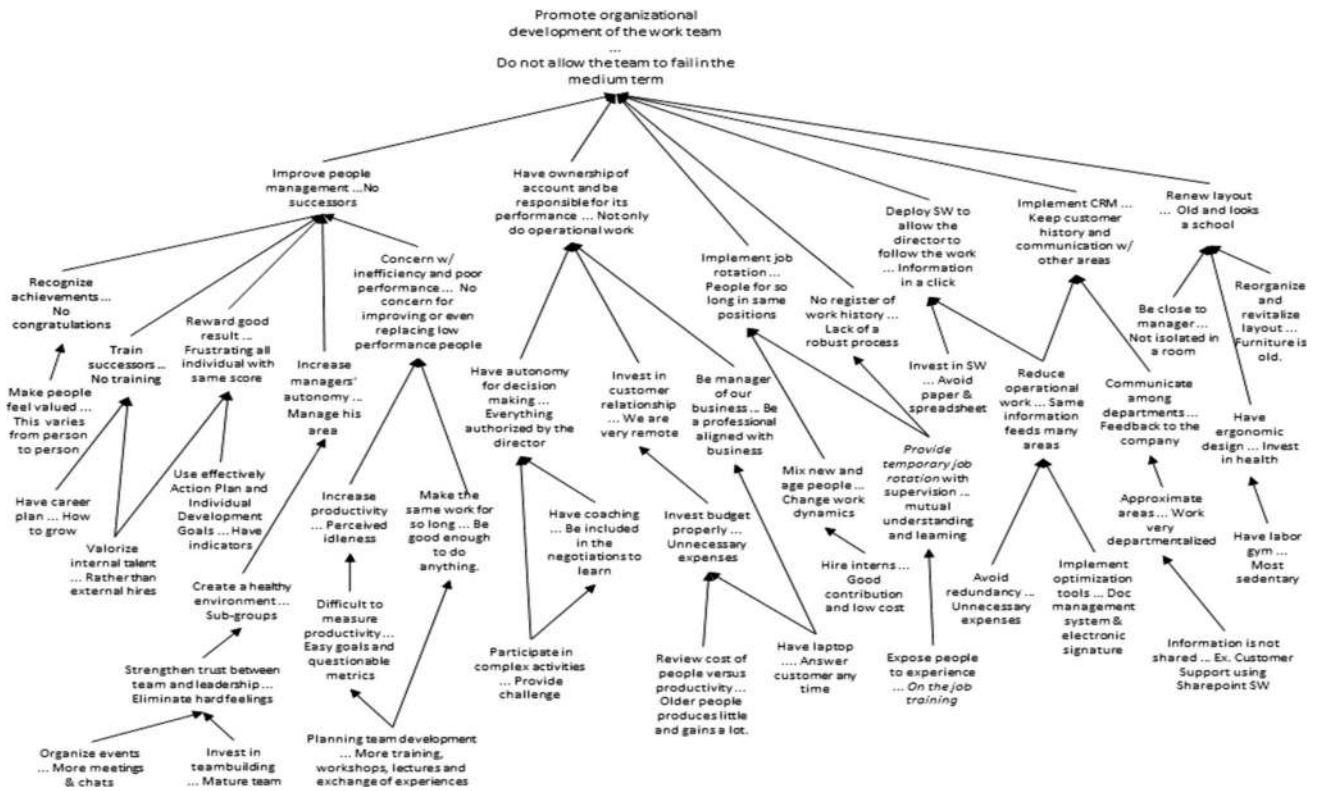 Promote organizational
development of the work team
...
Do not allow the team to fail in the
medium term
Improve people
management ...No
successors
Have ownership of
account and be
responsible for its
performance ... Not only
do operational work
Implement job
rotation ...
People for so
long in same
positions
No register of
work history ...
Lack of a
robust process
Deploy SW to
allow the
director to
follow the work
... Information
in a click
Implement CRM ...
Keep customer
history and
communication w/
other areas
Renew layout
... Old and looks
a school
Recognize
achievements ...
No
congratulations
Train
successors ...
No training
Reward good
result ...
Frustrating all
individual with
same score
Increase
managers'
autonomy ...
Manage his
area
Concern w/
inefficiency and poor
performance ... No
concern for
improving or even
replacing low
performance people
Have autonomy
for decision
making ...
Everything
authorized by the
director
Invest in
customer
relationship
... We are
very remote
Be manager
of our
business ... Be
a professional
aligned with
business
Invest in SW
... Avoid
paper &
spreadsheet
Reduce
operational
work ... Same
information
feeds many
areas
Communicate
among
departments ...
Feedback to the
company
Be close to
manager ...
Not isolated in
a room
Reorganize
and
revitalize
layout ...
Furniture is
old.
Have
ergonomic
design ... Invest
in health
Make people
feel valued ...
This varies
from person
to person
Have career
plan ... How
to grow
Valorize
internal talent
... Rather than
external hires
Use effectively
Action Plan and
Individual
Development
Goals ... Have
indicators
Create a healthy
environment ...
Sub-groups
Increase
productivity
... Perceived
idleness
Make the
same work for
so long ... Be
good enough
to do
anything.
Have coaching
... Be included
in the
negotiations to
learn
Invest budget
properly ...
Unnecessary
expenses
Mix new and
age people ...
Change work
dynamics
Provide
temporary job
rotation with
supervision ...
mutual
understanding
and learning
Approximate
areas ... Work
very
departmentalized
Have labor
gym ...
Most
sedentary
Strengthen trust between
team and leadership ...
Eliminate hard feelings
Difficult to
measure
productivity ...
Easy goals and
questionable
metrics
Participate in
complex activities
... Provide
challenge
Review cost of
people versus
productivity ...
Older people
produces little
and gains a lot.
Have laptop
.... Answer
customer any
time
Hire interns ...
Good
contribution
and low cost
Expose people
to experience
... On the job
training
Avoid
redundancy ...
Unnecessary
expenses
Implement
optimization
tools ... Doc
management
system &
electronic
signature
Information is not
shared ... Ex. Customer
Support using
Sharepoint SW
Organize events
... More meetings
& chats
Invest in
teambuilding
... Mature team
Planning team development
... More training,
workshops, lectures and
exchange of experiences